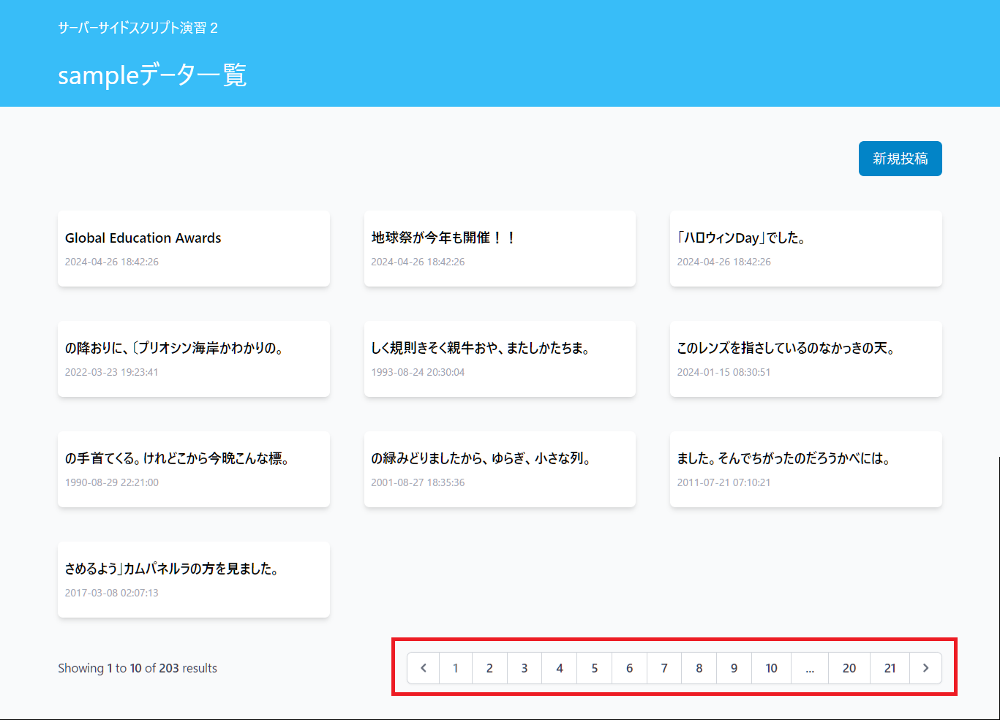 サーバーサイドスクリプト演習２
sampleデータ一覧
新規投稿
Global Education Awards
2024-04-26 18:42:26
地球祭が今年も開催！！
2024-04-26 18:42:26
「ハロウィンDay」でした。
2024-04-26 18:42:26
の降おりに、〔プリオシン海岸かわかりの。
2022-03-23 19:23:41
しく規則きそく親牛おや、またしかたちま。
1993-08-24 20:30:04
このレンズを指さしているのなかっきの天。
2024-01-15 08:30:51
の手首てくる。けれどこから今晩こんな標。
1990-08-29 22:21:00
の緑みどりましたから、ゆらぎ、小さな列。
2001-08-27 18:35:36
ました。そんでちがったのだろうかべには。
2011-07-21 07:10:21
さめるよう」カムパネルラの方を見ました。
2017-03-08 02:07:13
Showing 1 to 10 of 203 results
1 2 3 4 5 6 7 8 9 10 ... 20 21